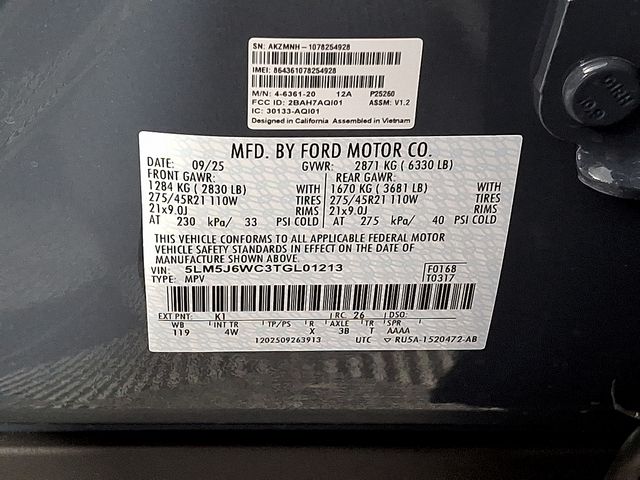 SN: AKZMNH-1078254928
IMEI: 864361078254928
M/N: 4-6361-20 12A P25260
FCC ID: 2BAH7AQI01 ASSM: V1.2
IC: 30133-AQI01
Designed in California Assembled in Vietnam
MFD. BY FORD MOTOR CO.
DATE: 09/25 GVWR: 2871 KG ( 6330 LB)
FRONT GAWR: REAR GAWR:
1284 KG ( 2830 LB) WITH 1670 KG ( 3681 LB) WITH
275/45R21 110W TIRES 275/45R21 110W TIRES
21x9.0J RIMS 21x9.0J RIMS
AT 230 kPa/ 33 PSI COLD AT 275 kPa/ 40 PSI COLD
THIS VEHICLE CONFORMS TO ALL APPLICABLE FEDERAL MOTOR
VEHICLE SAFETY STANDARDS IN EFFECT ON THE DATE OF
MANUFACTURE SHOWN ABOVE.
VIN: 5LM5J6WC3TGL01213 F0168
TYPE: MPV T0317
EXT PNT: K1 RC: 26 DSO:
WB INT TR TP/PS R AXLE TR SPR
119 4W X 3B T AAAA
1202509263913 UTC ▽ RU5A-1520472-AB